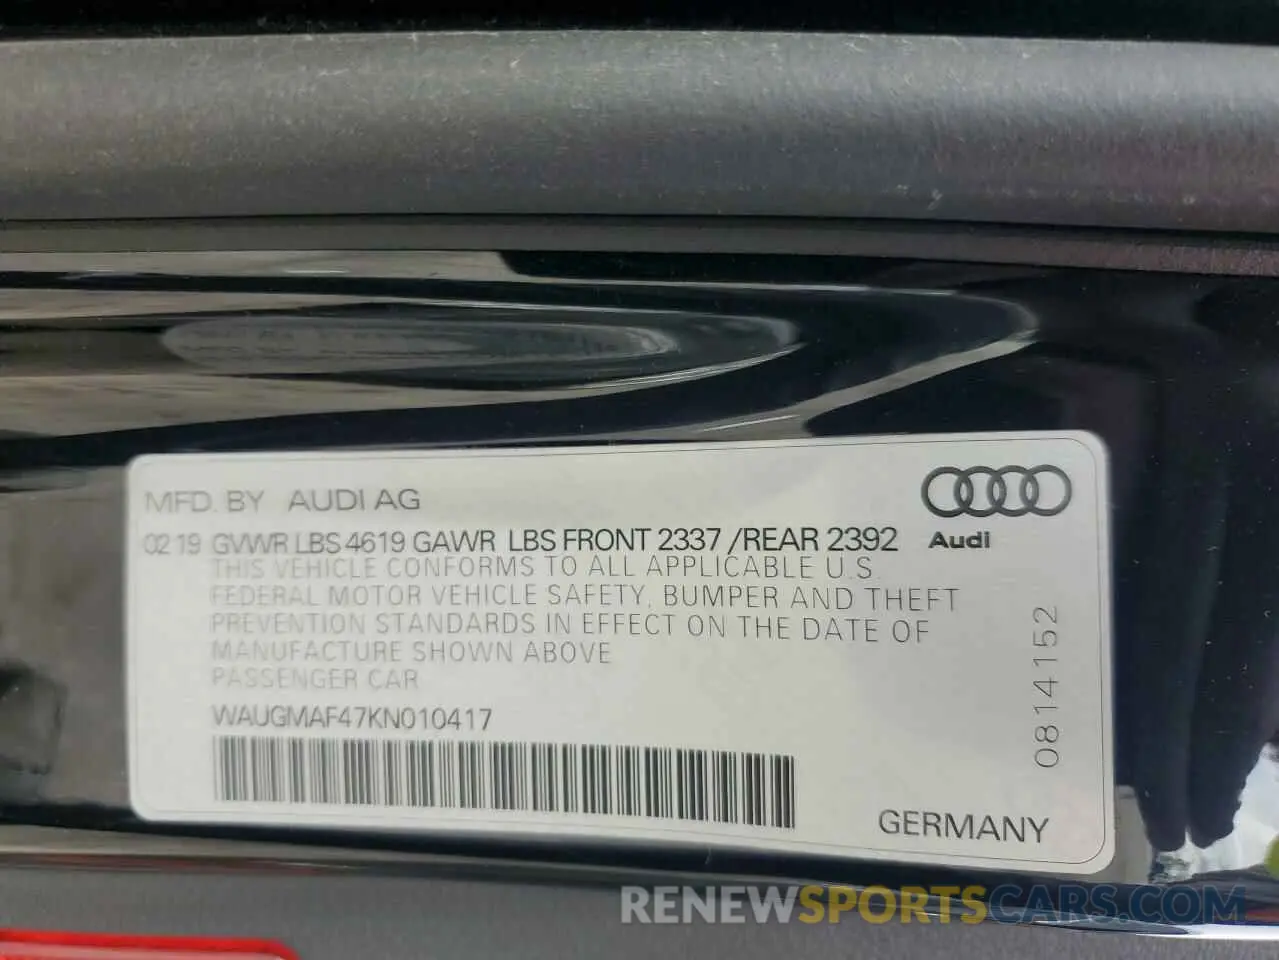 MFD. BY AUDI AG
02 19 GVWR LBS 4619 GAWR LBS FRONT 2337 /REAR 2392
Audi
THIS VEHICLE CONFORMS TO ALL APPLICABLE U.S.
FEDERAL MOTOR VEHICLE SAFETY, BUMPER AND THEFT
PREVENTION STANDARDS IN EFFECT ON THE DATE OF
MANUFACTURE SHOWN ABOVE
PASSENGER CAR
WAUGMAF47KN010417
0814152
GERMANY
RENEWSPORTSCARS.COM